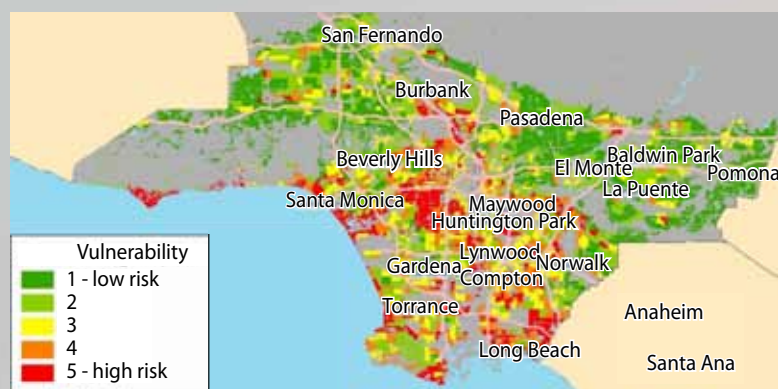 San Fernando
Burbank
Pasadena
Beverly Hills
Baldwin Park
El Monte
Pomona
La Puente
Santa Monica
Maywood
Huntington Park
Lynwood
Gardena
Norwalk
Compton
Torrance
Anaheim
Long Beach
Santa Ana
Vulnerability
1 - low risk
2
3
4
5 - high risk